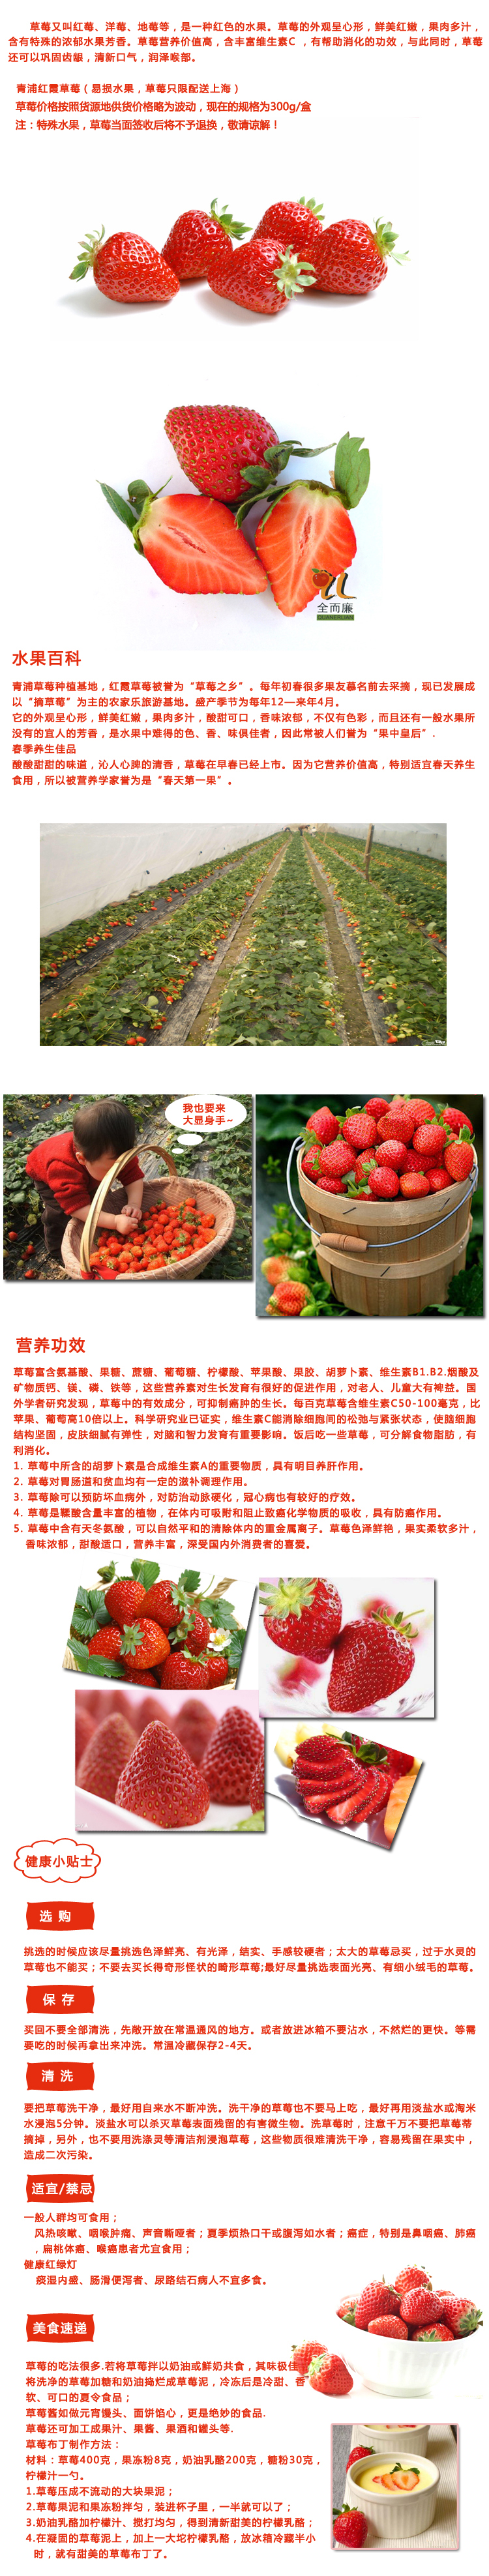 草莓又叫红莓、洋莓、地莓等，是一种红色的水果。草莓的外观呈心形，鲜美红嫩，果肉多汁，
含有特殊的浓郁水果芳香。草莓营养价值高，含丰富维生素C ，有帮助消化的功效，与此同时，草莓
还可以巩固齿龈，清新口气，润泽喉部。
青浦红霞草莓（易损水果，草莓只限配送上海）
草莓价格按照货源地供货价格略为波动，现在的规格为300g/盒
注：特殊水果，草莓当面签收后将不予退换，敬请谅解！
全而廉
QUANERLIAN
水果百科
青浦草莓种植基地，红霞草莓被誉为“草莓之乡”。每年初春很多果友慕名前去采摘，现已发展成
以“摘草莓”为主的农家乐旅游基地。盛产季节为每年12—来年4月。
它的外观呈心形，鲜美红嫩，果肉多汁，酸甜可口，香味浓郁，不仅有色彩，而且还有一般水果所
没有的宜人的芳香，是水果中难得的色、香、味俱佳者，因此常被人们誉为“果中皇后”.
春季养生佳品
酸酸甜甜的味道，沁人心脾的清香，草莓在早春已经上市。因为它营养价值高，特别适宜春天养生
食用，所以被营养学家誉为是“春天第一果”。
我也要来
大显身手~
营养功效
草莓富含氨基酸、果糖、蔗糖、葡萄糖、柠檬酸、苹果酸、果胶、胡萝卜素、维生素B1.B2.烟酸及
矿物质钙、镁、磷、铁等，这些营养素对生长发育有很好的促进作用，对老人、儿童大有裨益。国
外学者研究发现，草莓中的有效成分，可抑制癌肿的生长。每百克草莓含维生素C50-100毫克，比
苹果、葡萄高10倍以上。科学研究业已证实，维生素C能消除细胞间的松弛与紧张状态，使脑细胞
结构坚固，皮肤细腻有弹性，对脑和智力发育有重要影响。饭后吃一些草莓，可分解食物脂肪，有
利消化。
1. 草莓中所含的胡萝卜素是合成维生素A的重要物质，具有明目养肝作用。
2. 草莓对胃肠道和贫血均有一定的滋补调理作用。
3. 草莓除可以预防坏血病外，对防治动脉硬化，冠心病也有较好的疗效。
4. 草莓是鞣酸含量丰富的植物，在体内可吸附和阻止致癌化学物质的吸收，具有防癌作用。
5. 草莓中含有天冬氨酸，可以自然平和的清除体内的重金属离子。草莓色泽鲜艳，果实柔软多汁，
香味浓郁，甜酸适口，营养丰富，深受国内外消费者的喜爱。
健康小贴士
选 购
挑选的时候应该尽量挑选色泽鲜亮、有光泽，结实、手感较硬者；太大的草莓忌买，过于水灵的
草莓也不能买；不要去买长得奇形怪状的畸形草莓;最好尽量挑选表面光亮、有细小绒毛的草莓。
保 存
买回不要全部清洗，先敞开放在常温通风的地方。或者放进冰箱不要沾水，不然烂的更快。等需
要吃的时候再拿出来冲洗。常温冷藏保存2-4天。
清 洗
要把草莓洗干净，最好用自来水不断冲洗。洗干净的草莓也不要马上吃，最好再用淡盐水或淘米
水浸泡5分钟。淡盐水可以杀灭草莓表面残留的有害微生物。洗草莓时，注意千万不要把草莓蒂
摘掉，另外，也不要用洗涤灵等清洁剂浸泡草莓，这些物质很难清洗干净，容易残留在果实中，
造成二次污染。
适宜/禁忌
一般人群均可食用；
风热咳嗽、咽喉肿痛、声音嘶哑者；夏季烦热口干或腹泻如水者；癌症，特别是鼻咽癌、肺癌
，扁桃体癌、喉癌患者尤宜食用；
健康红绿灯
痰湿内盛、肠滑便泻者、尿路结石病人不宜多食。
美食速递
草莓的吃法很多.若将草莓拌以奶油或鲜奶共食，其味极佳
将洗净的草莓加糖和奶油捣烂成草莓泥，冷冻后是冷甜、香
软、可口的夏令食品；
草莓酱如做元宵馒头、面饼馅心，更是绝妙的食品.
草莓还可加工成果汁、果酱、果酒和罐头等.
草莓布丁制作方法：
材料：草莓400克，果冻粉8克，奶油乳酪200克，糖粉30克，
柠檬汁一勺。
1.草莓压成不流动的大块果泥；
2.草莓果泥和果冻粉拌匀，装进杯子里，一半就可以了；
3.奶油乳酪加柠檬汁、搅打均匀，得到清新甜美的柠檬乳酪；
4.在凝固的草莓泥上，加上一大坨柠檬乳酪，放冰箱冷藏半小
时，就有甜美的草莓布丁了。